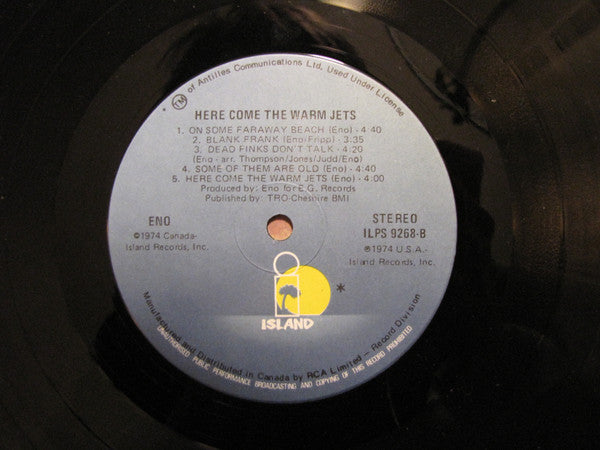 TM of Antilles Communications Ltd. Used Under License
HERE COME THE WARM JETS
1. ON SOME FARAWAY BEACH (Eno) - 4:40
2. BLANK FRANK (Eno/Fripp) - 3:35
3. DEAD FINKS DON'T TALK - 4:20
(Eno - arr. Thompson/Jones/Judd/Eno)
4. SOME OF THEM ARE OLD (Eno) - 4:40
5. HERE COME THE WARM JETS (Eno) - 4:00
Produced by: Eno for E.G. Records
Published by: TRO-Cheshire BMI
ENO
©1974 Canada-
Island Records, Inc.
STEREO
ILPS 9268-B
℗1974 U.S.A.-
Island Records, Inc.
i
*
ISLAND
Manufactured and Distributed in Canada by RCA Limited - Record Division
UNAUTHORISED PUBLIC PERFORMANCE BROADCASTING AND COPYING OF THIS RECORD PROHIBITED